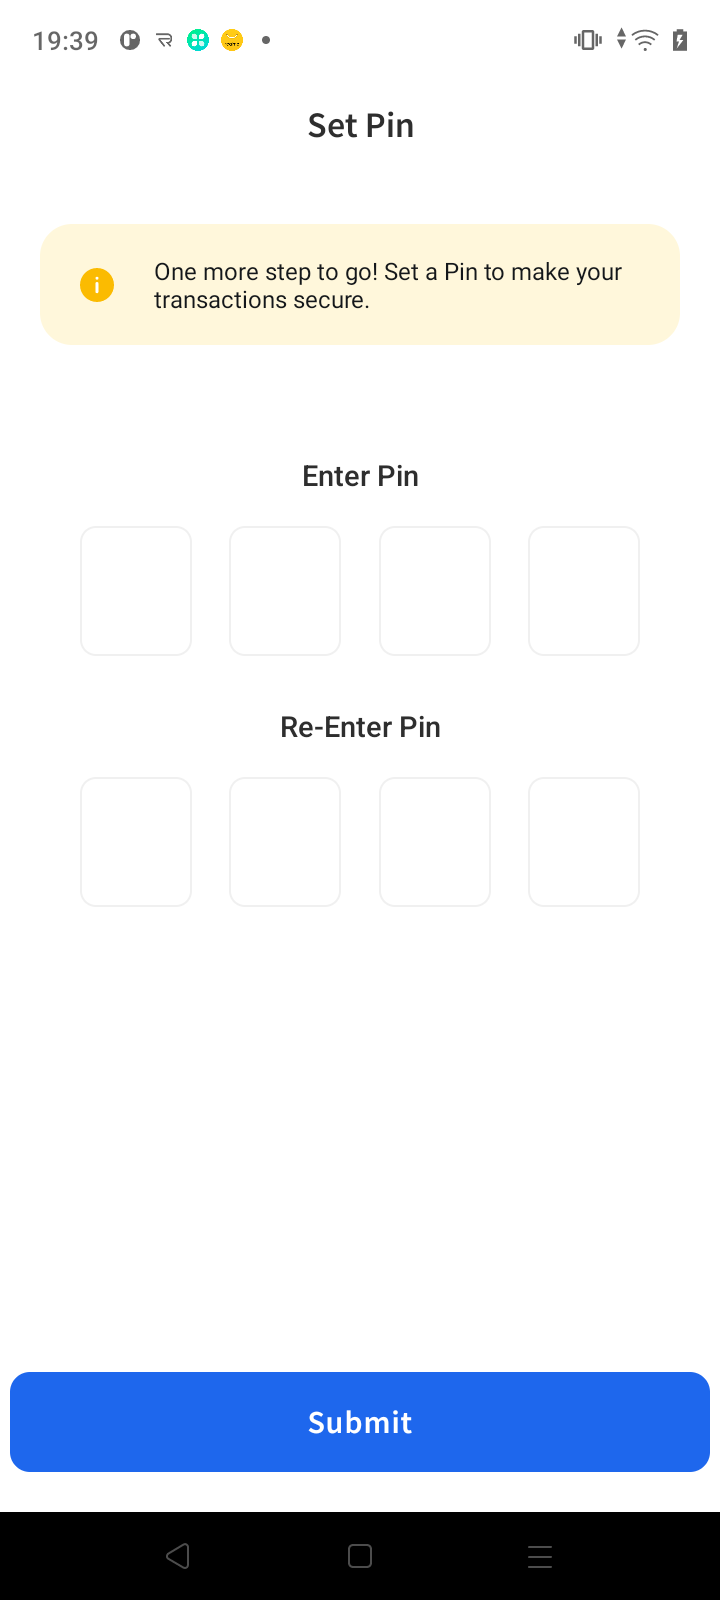 19:39
Set Pin
One more step to go! Set a Pin to make your
transactions secure.
Enter Pin
Re-Enter Pin
Submit